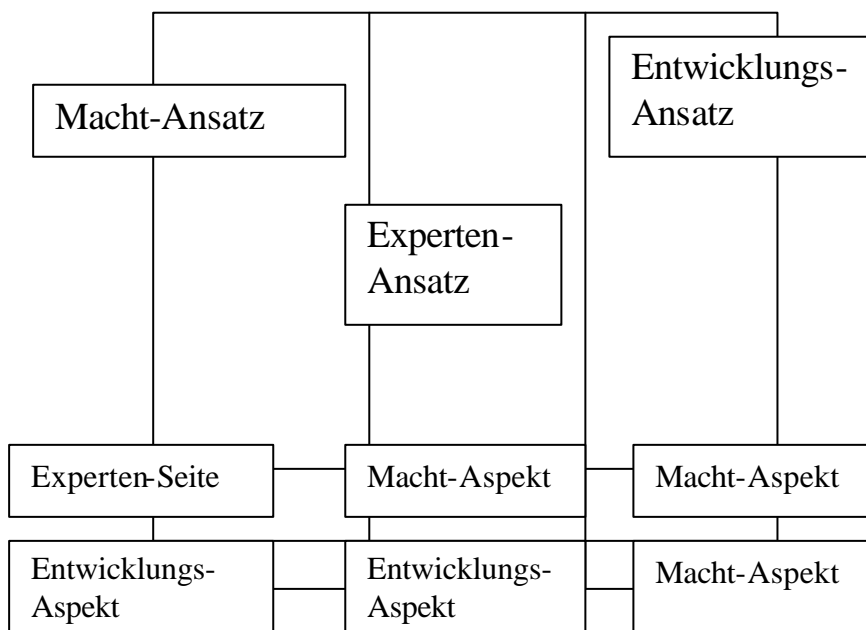 Macht-Ansatz
Entwicklungs-
Ansatz
Experten-
Ansatz
Experten-Seite
Macht-Aspekt
Macht-Aspekt
Entwicklungs-
Aspekt
Entwicklungs-
Aspekt
Macht-Aspekt